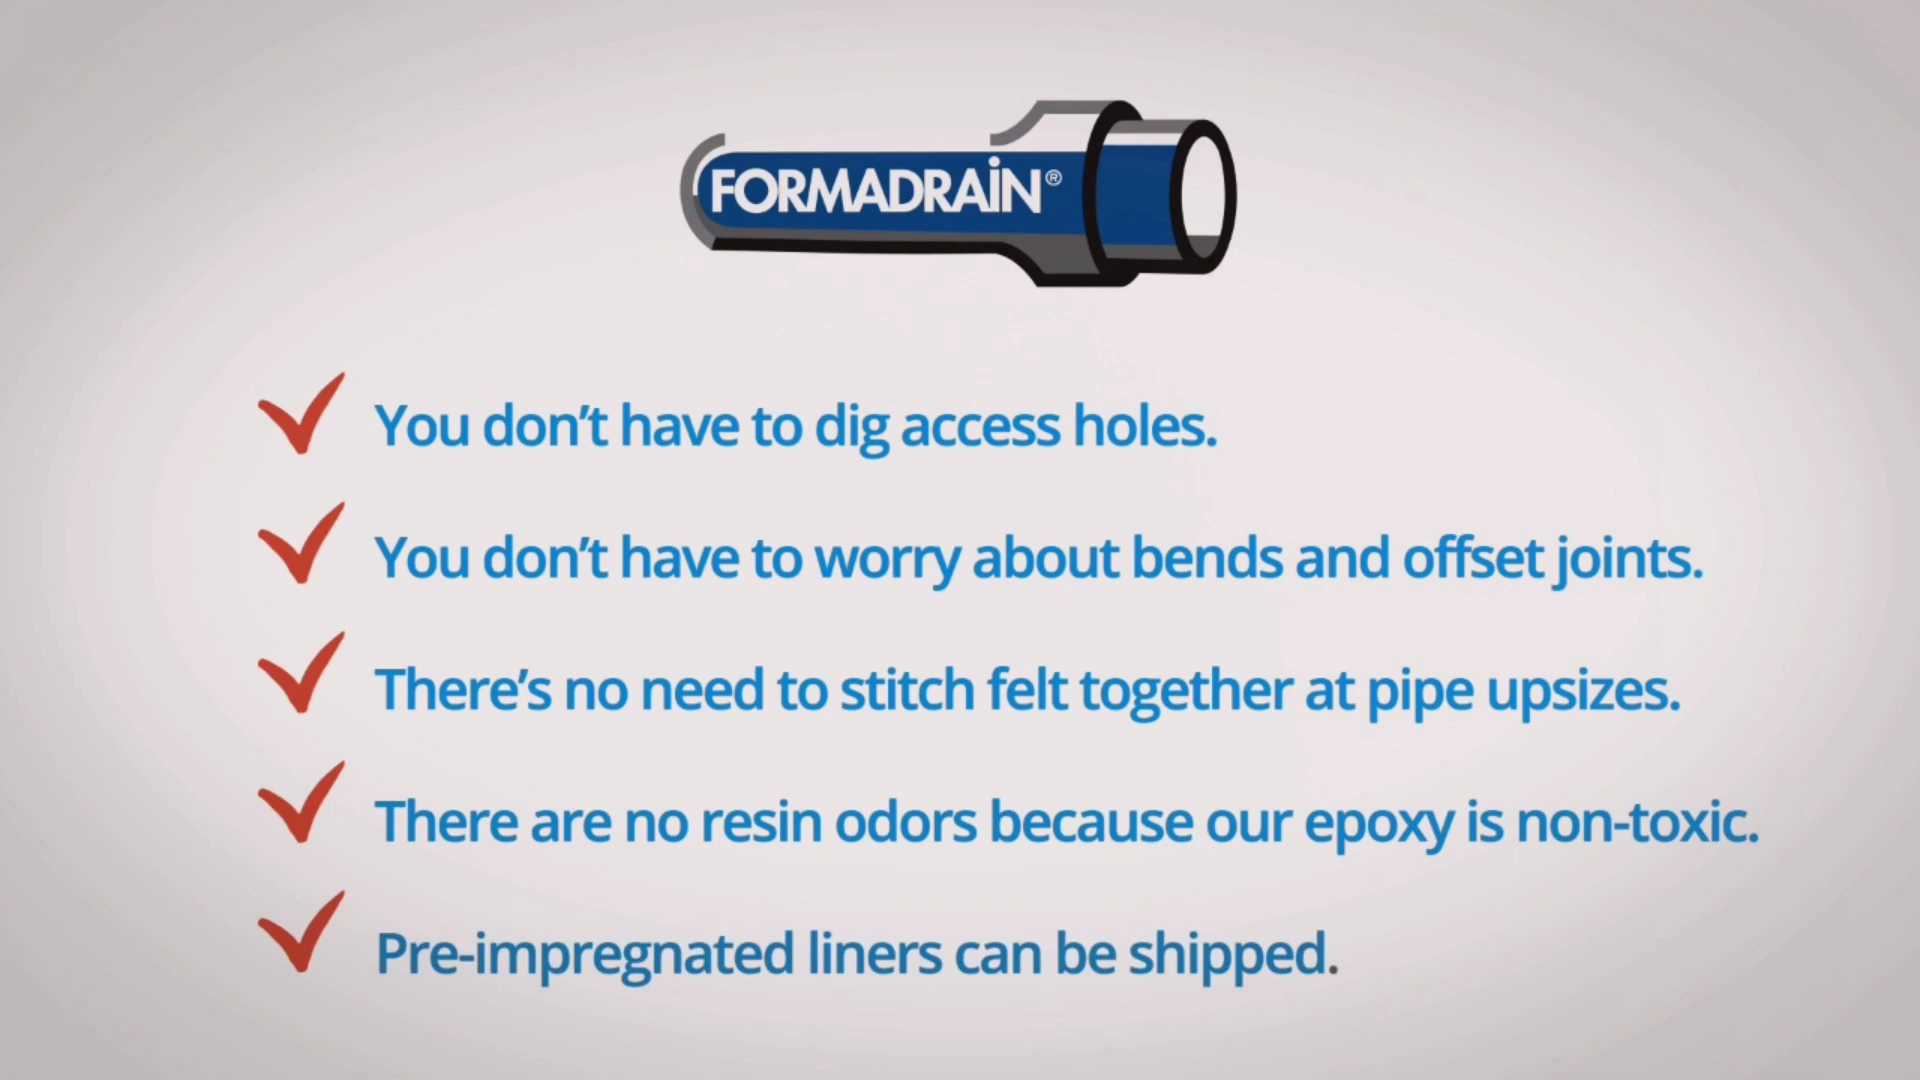 FORMADRAIN®
You don’t have to dig access holes.
You don’t have to worry about bends and offset joints.
There’s no need to stitch felt together at pipe upsizes.
There are no resin odors because our epoxy is non-toxic.
Pre-impregnated liners can be shipped.